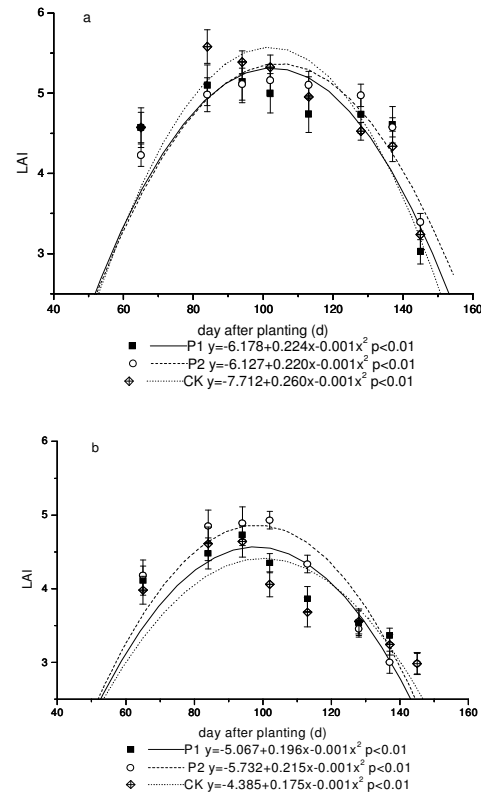 a
6
5
4
3
LAI
40 60 80 100 120 140 160
day after planting (d)
P1 y=-6.178+0.224x-0.001x² p<0.01
P2 y=-6.127+0.220x-0.001x² p<0.01
CK y=-7.712+0.260x-0.001x² p<0.01
b
6
5
4
3
LAI
40 60 80 100 120 140 160
day after planting (d)
P1 y=-5.067+0.196x-0.001x² p<0.01
P2 y=-5.732+0.215x-0.001x² p<0.01
CK y=-4.385+0.175x-0.001x² p<0.01